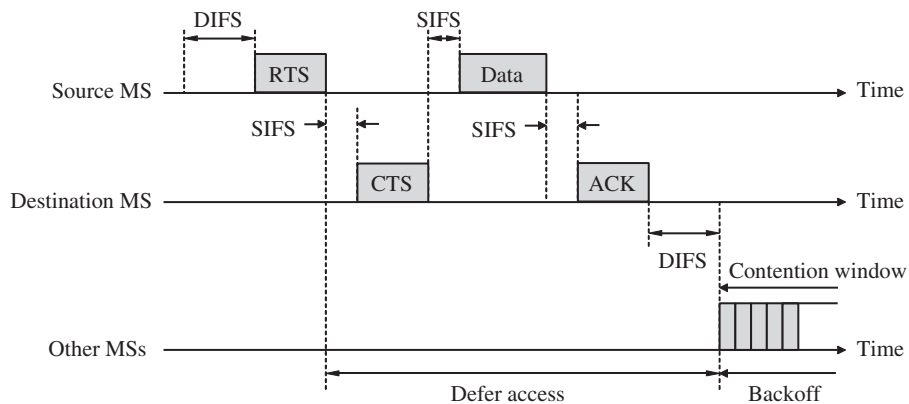 DIFS
SIFS
RTS
Data
Source MS
Time
SIFS
SIFS
CTS
ACK
Destination MS
Time
DIFS
Contention window
Other MSs
Time
Defer access
Backoff